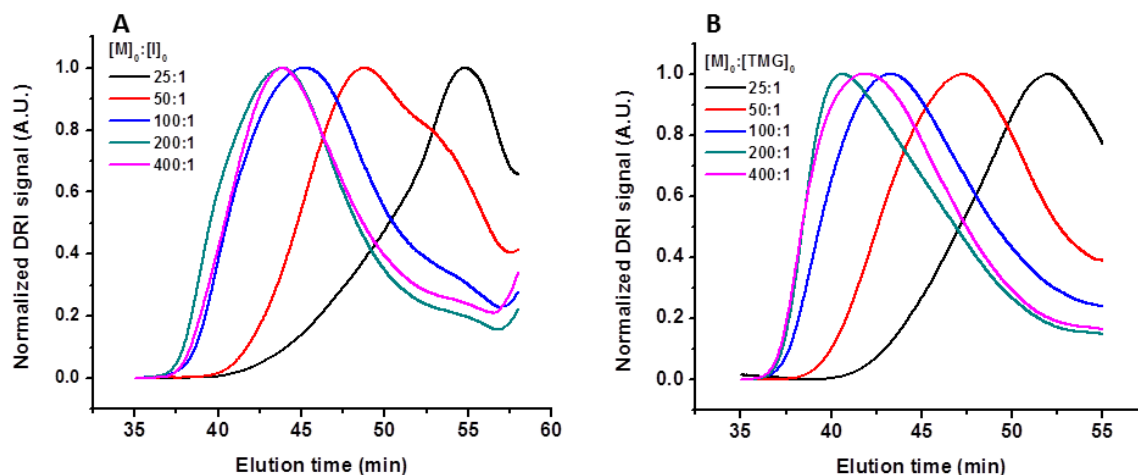 A
[M]₀:[I]₀
25:1
50:1
100:1
200:1
400:1
Normalized DRI signal (A.U.)
1.0
0.8
0.6
0.4
0.2
0.0
35 40 45 50 55 60
Elution time (min)
B
[M]₀:[TMG]₀
25:1
50:1
100:1
200:1
400:1
Normalized DRI signal (A.U.)
1.0
0.8
0.6
0.4
0.2
0.0
35 40 45 50 55
Elution time (min)